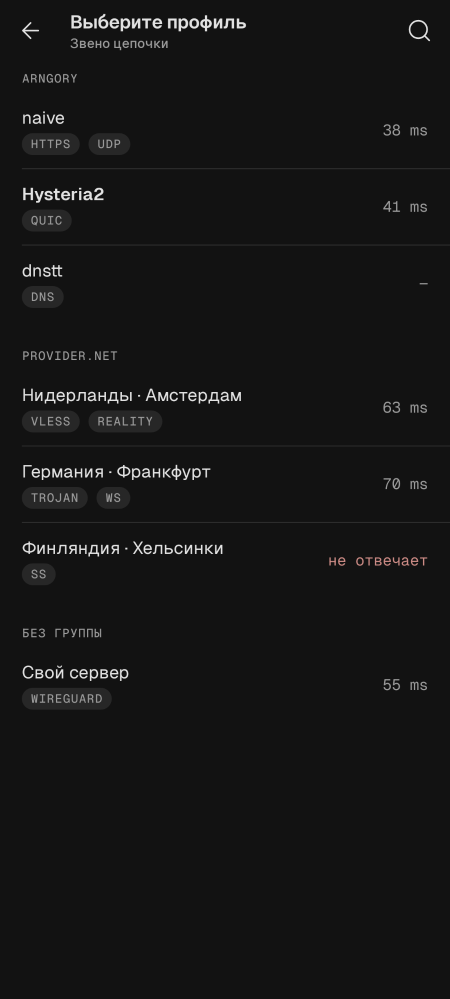 Выберите профиль
Звено цепочки
ARNGORY
naive
HTTPS UDP
38 ms
Hysteria2
QUIC
41 ms
dnstt
DNS
—
PROVIDER.NET
Нидерланды · Амстердам
VLESS REALITY
63 ms
Германия · Франкфурт
TROJAN WS
70 ms
Финляндия · Хельсинки
SS
не отвечает
БЕЗ ГРУППЫ
Свой сервер
WIREGUARD
55 ms